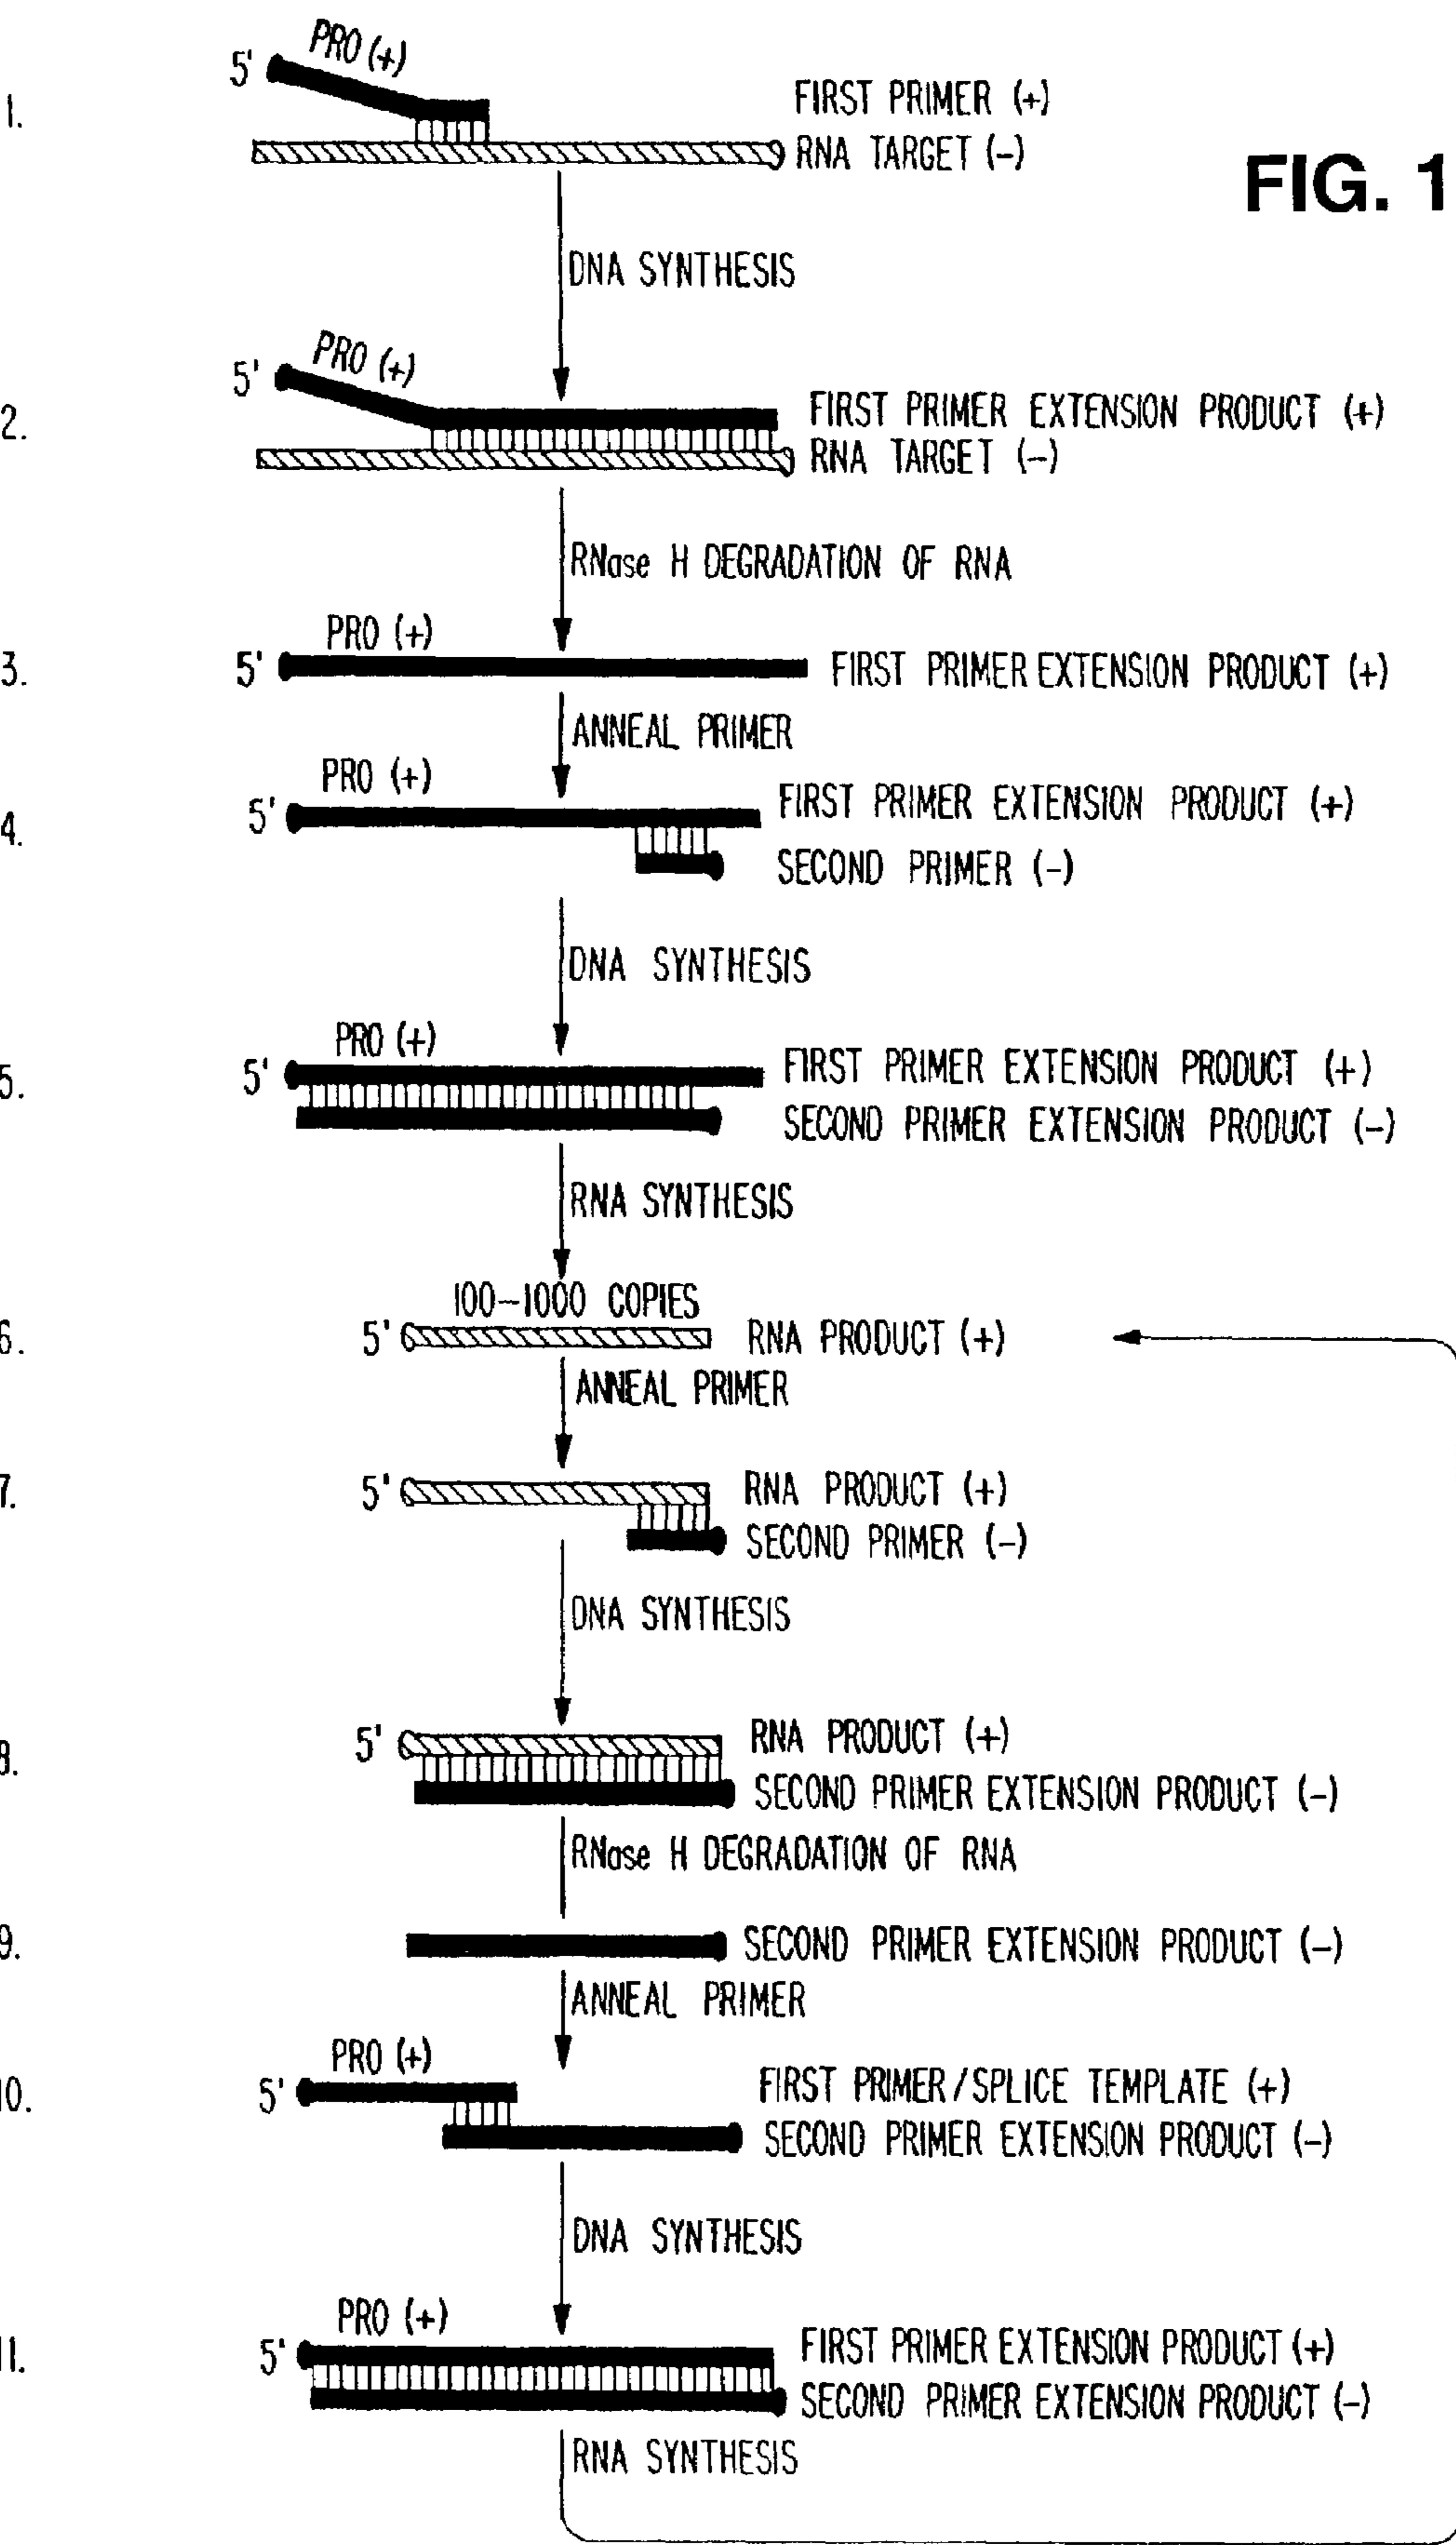 FIG. 1
1.
PRO (+)
5'
FIRST PRIMER (+)
RNA TARGET (-)
DNA SYNTHESIS
2.
PRO (+)
5'
FIRST PRIMER EXTENSION PRODUCT (+)
RNA TARGET (-)
RNase H DEGRADATION OF RNA
3.
PRO (+)
5'
FIRST PRIMER EXTENSION PRODUCT (+)
ANNEAL PRIMER
4.
PRO (+)
5'
FIRST PRIMER EXTENSION PRODUCT (+)
SECOND PRIMER (-)
DNA SYNTHESIS
5.
PRO (+)
5'
FIRST PRIMER EXTENSION PRODUCT (+)
SECOND PRIMER EXTENSION PRODUCT (-)
RNA SYNTHESIS
100-1000 COPIES
6.
5'
RNA PRODUCT (+)
ANNEAL PRIMER
7.
5'
RNA PRODUCT (+)
SECOND PRIMER (-)
DNA SYNTHESIS
8.
5'
RNA PRODUCT (+)
SECOND PRIMER EXTENSION PRODUCT (-)
RNase H DEGRADATION OF RNA
9.
SECOND PRIMER EXTENSION PRODUCT (-)
ANNEAL PRIMER
10.
PRO (+)
5'
FIRST PRIMER/SPLICE TEMPLATE (+)
SECOND PRIMER EXTENSION PRODUCT (-)
DNA SYNTHESIS
11.
PRO (+)
5'
FIRST PRIMER EXTENSION PRODUCT (+)
SECOND PRIMER EXTENSION PRODUCT (-)
RNA SYNTHESIS